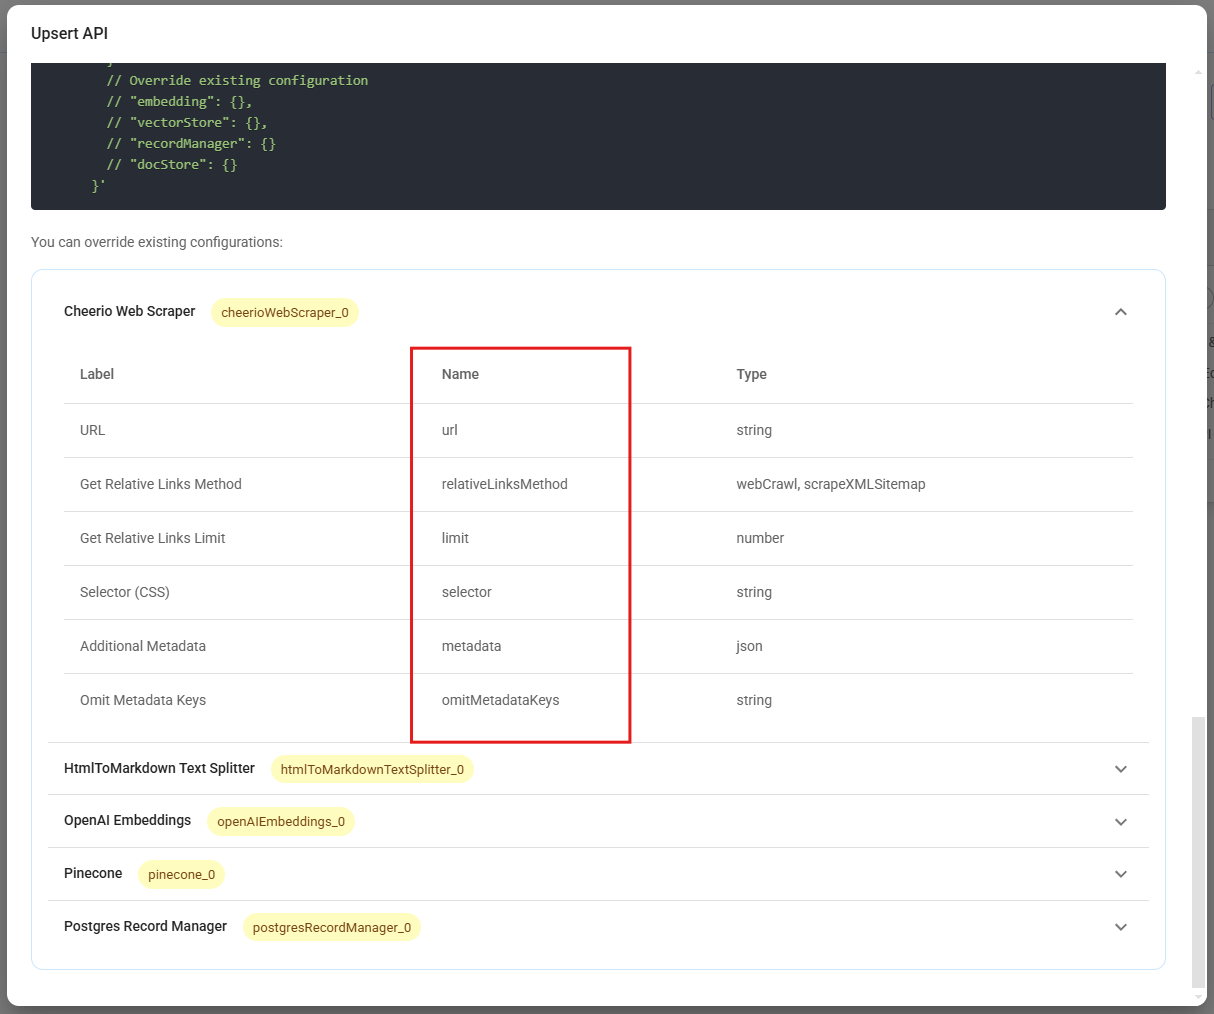 Upsert API
// Override existing configuration
// "embedding": {},
// "vectorStore": {},
// "recordManager": {}
// "docStore": {}
}'
You can override existing configurations:
Cheerio Web Scraper cheerioWebScraper_0
Label Name Type
URL url string
Get Relative Links Method relativeLinksMethod webCrawl, scrapeXMLSitemap
Get Relative Links Limit limit number
Selector (CSS) selector string
Additional Metadata metadata json
Omit Metadata Keys omitMetadataKeys string
HtmlToMarkdown Text Splitter htmlToMarkdownTextSplitter_0
OpenAI Embeddings openAIEmbeddings_0
Pinecone pinecone_0
Postgres Record Manager postgresRecordManager_0